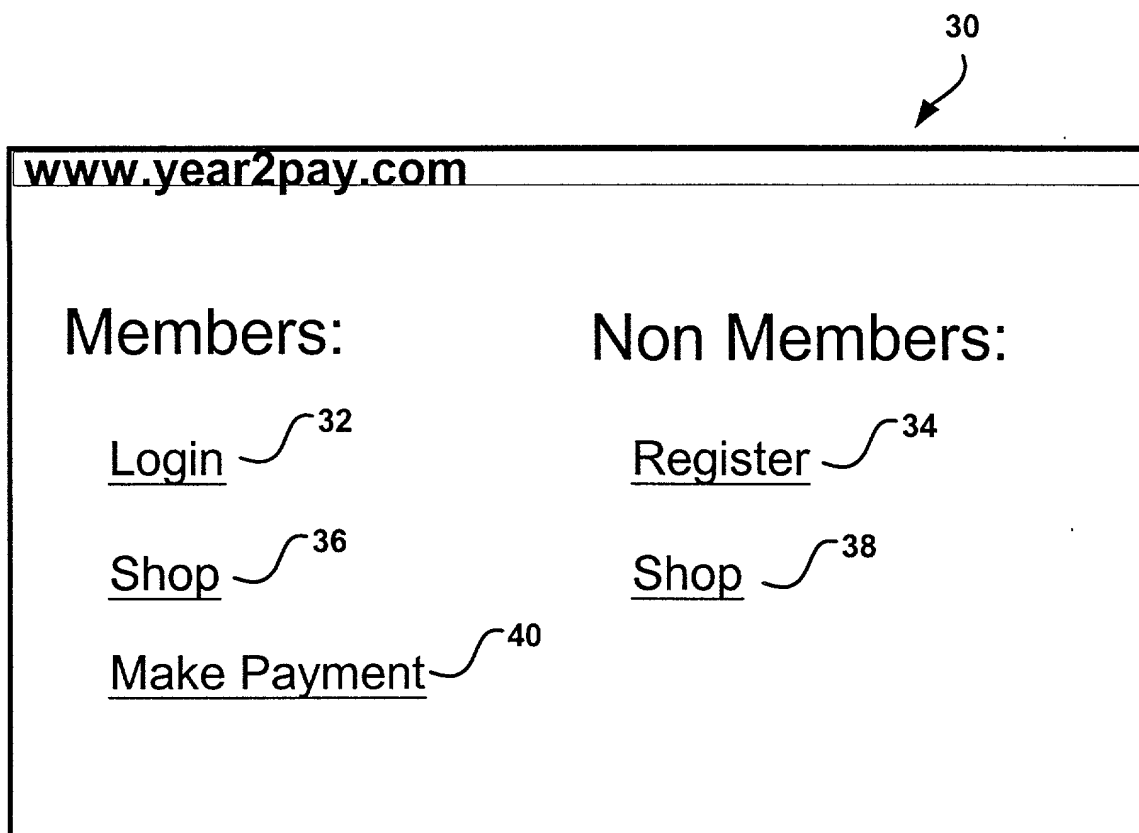 30
www.year2pay.com
Members:
Non Members:
Login 32
Register 34
Shop 36
Shop 38
Make Payment 40